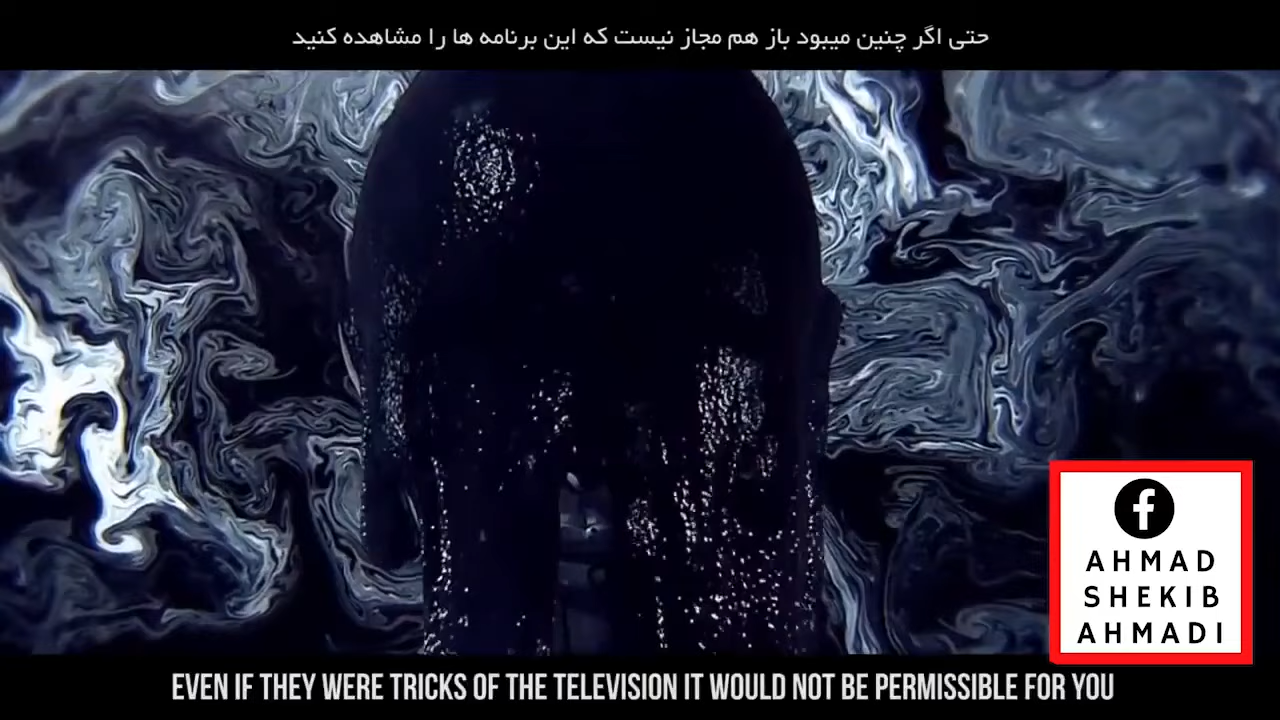 حتی اگر چنین میبود باز هم مجاز نیست که این برنامه ها را مشاهده کنید
f
AHMAD
SHEKIB
AHMADI
EVEN IF THEY WERE TRICKS OF THE TELEVISION IT WOULD NOT BE PERMISSIBLE FOR YOU